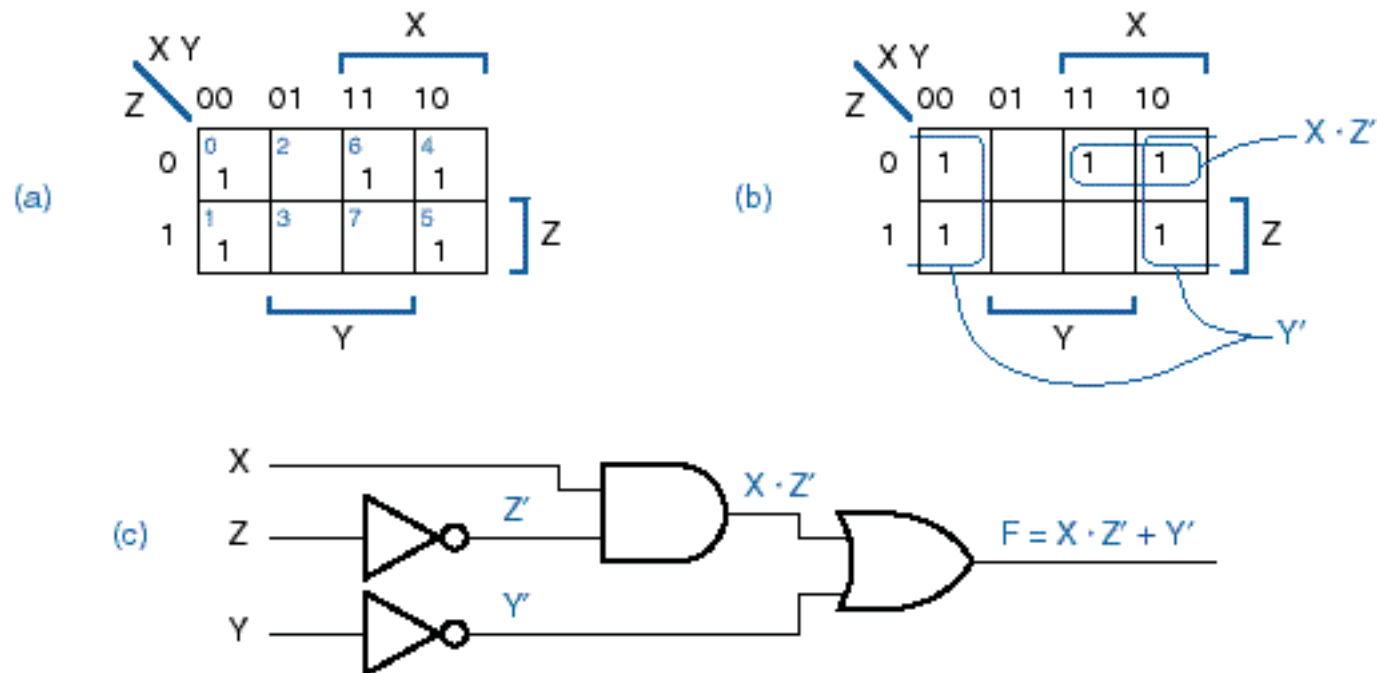 (a)
X Y
Z
X
00 01 11 10
0
0 2 6 4
1 1 1
1
1 3 7 5
1 1
Z
Y
(b)
X Y
Z
X
00 01 11 10
0
1 1 1
X · Z′
1
1 1
Z
Y
Y′
(c)
X
Z
Y
Z′
Y′
X · Z′
F = X · Z′ + Y′